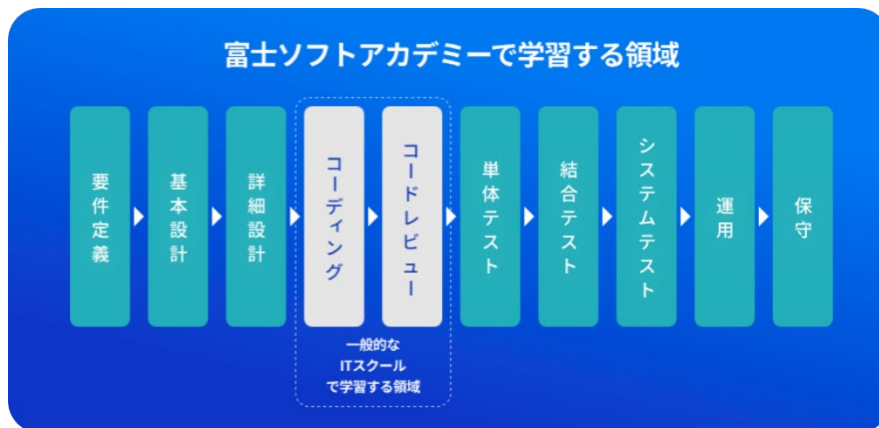 富士ソフトアカデミーで学習する領域
要件定義
基本設計
詳細設計
コーディング
コードレビュー
単体テスト
結合テスト
システムテスト
運用
保守
一般的な
ITスクール
で学習する領域